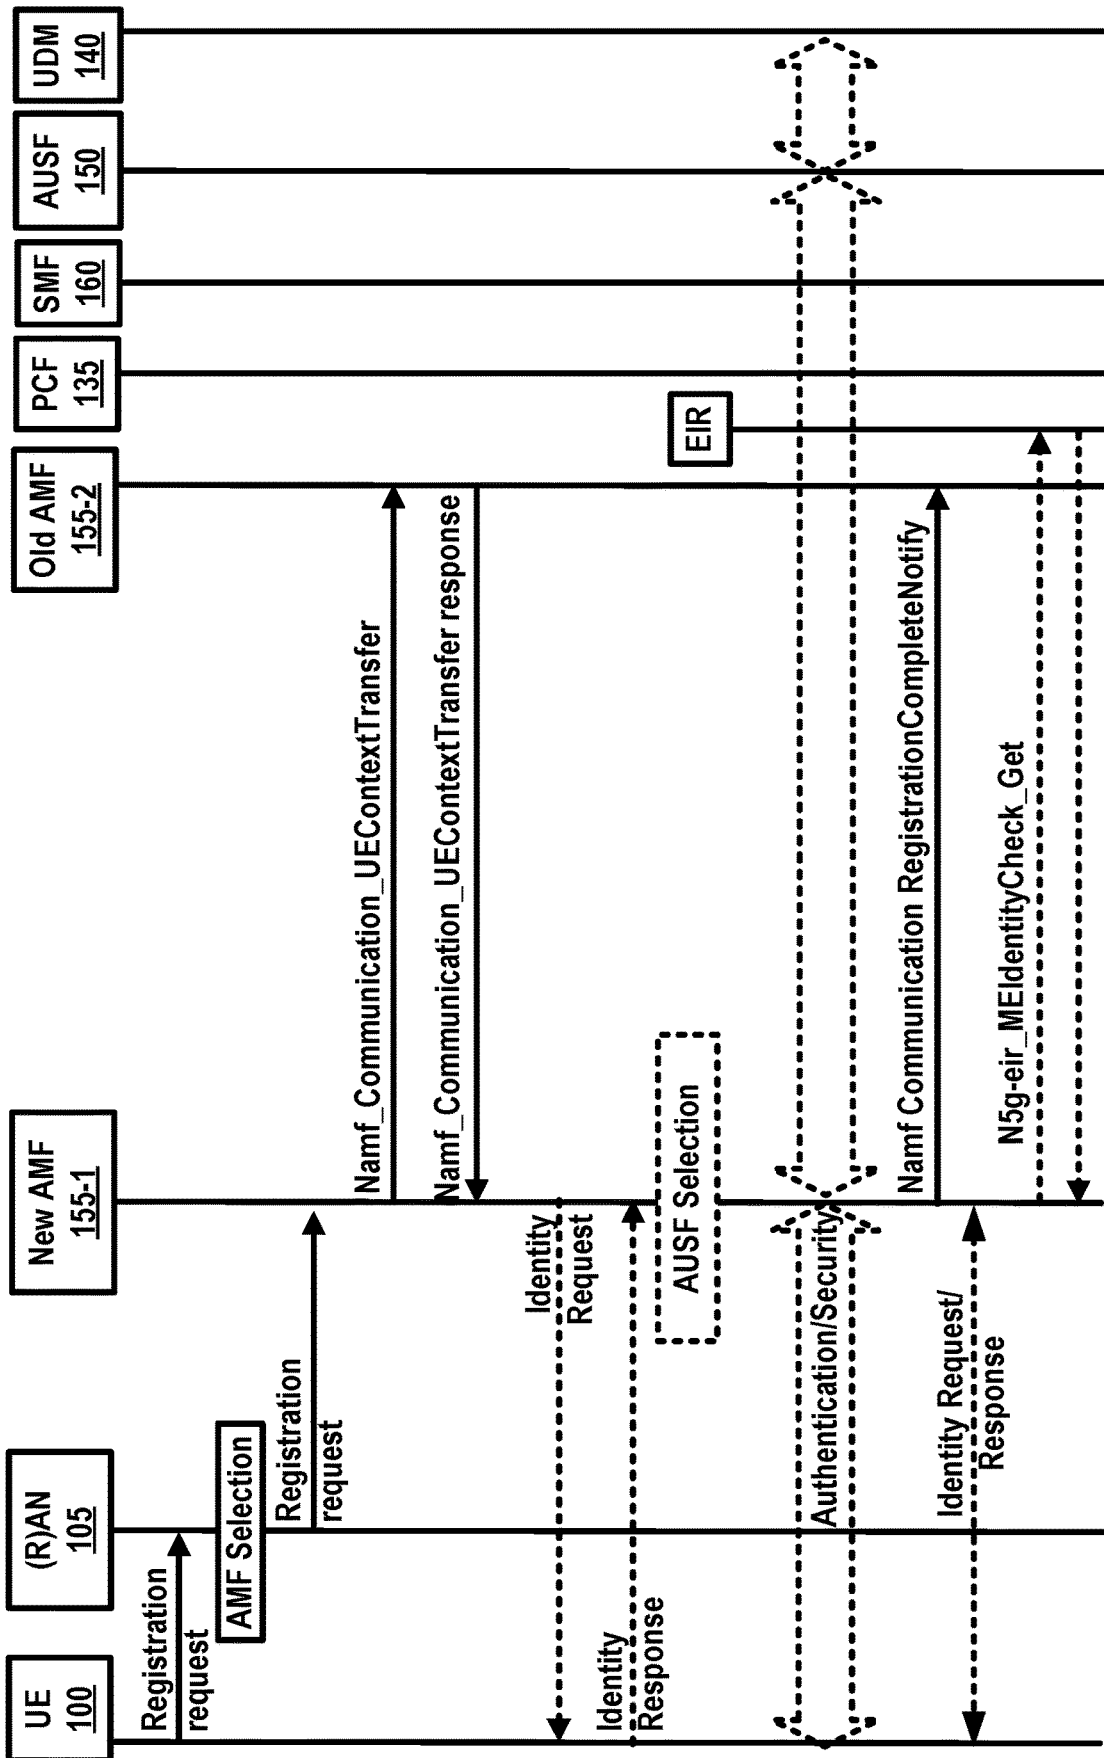 UE
100
(R)AN
105
New AMF
155-1
Old AMF
155-2
PCF
135
SMF
160
AUSF
150
UDM
140
Registration
request
AMF Selection
Registration
request
Namf_Communication_UEContextTransfer
Namf_Communication_UEContextTransfer response
Identity
Request
Identity
Response
AUSF Selection
EIR
Authentication/Security
Namf Communication RegistrationCompleteNotify
Identity Request/
Response
N5g-eir_MEIdentityCheck_Get